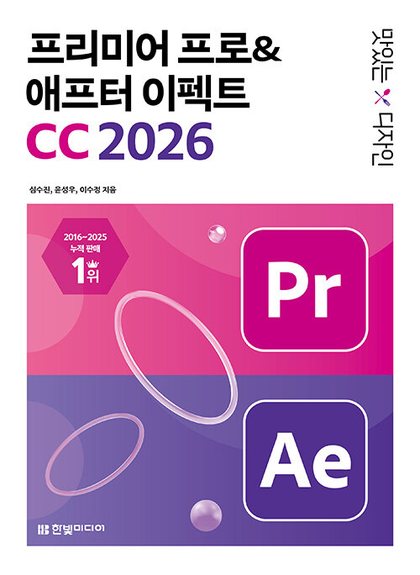 프리미어 프로&
애프터 이펙트
CC 2026
맛있는 디자인
심수진, 윤성우, 이수정 지음
2016~2025
누적 판매
1위
Pr
Ae
HB 한빛미디어